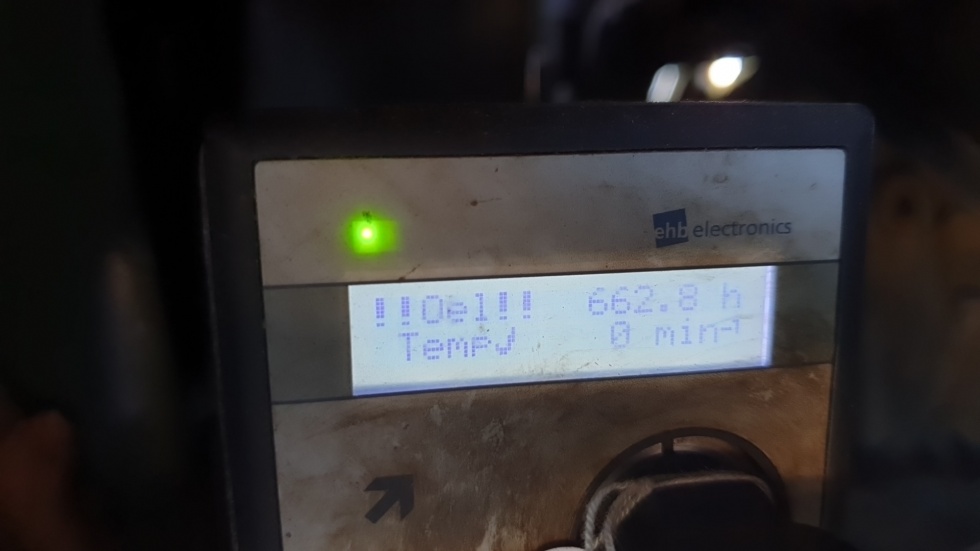 ehb electronics
!!Oel!! 662.8 h
Temp✓ 0 min⁻¹